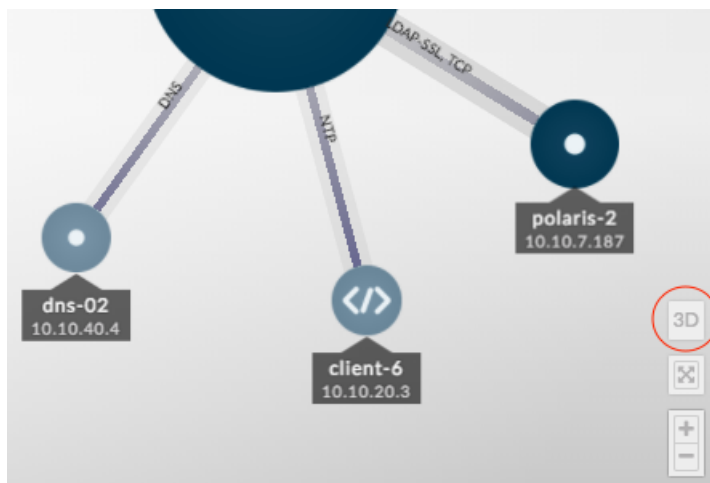 LDAP-SSL, TCP
DNS
NTP
polaris-2
10.10.7.187
dns-02
10.10.40.4
3D
</>
client-6
10.10.20.3
+
−